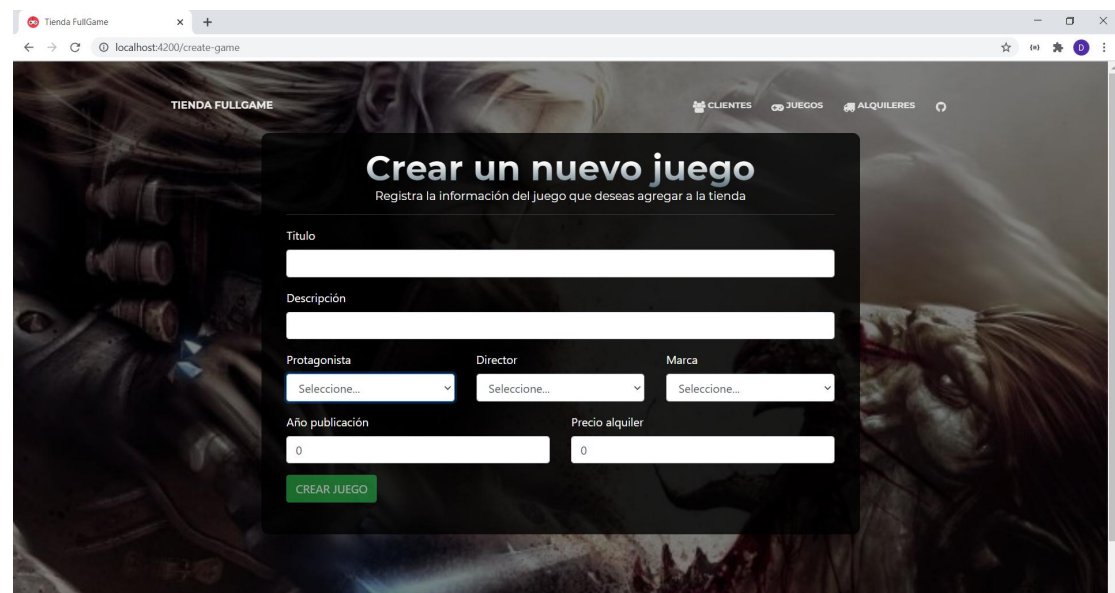 Tienda FullGame
localhost:4200/create-game
D
TIENDA FULLGAME
CLIENTES
JUEGOS
ALQUILERES
Crear un nuevo juego
Registra la información del juego que deseas agregar a la tienda
Titulo
Descripción
Protagonista Director Marca
Seleccione... Seleccione... Seleccione...
Año publicación Precio alquiler
0 0
CREAR JUEGO